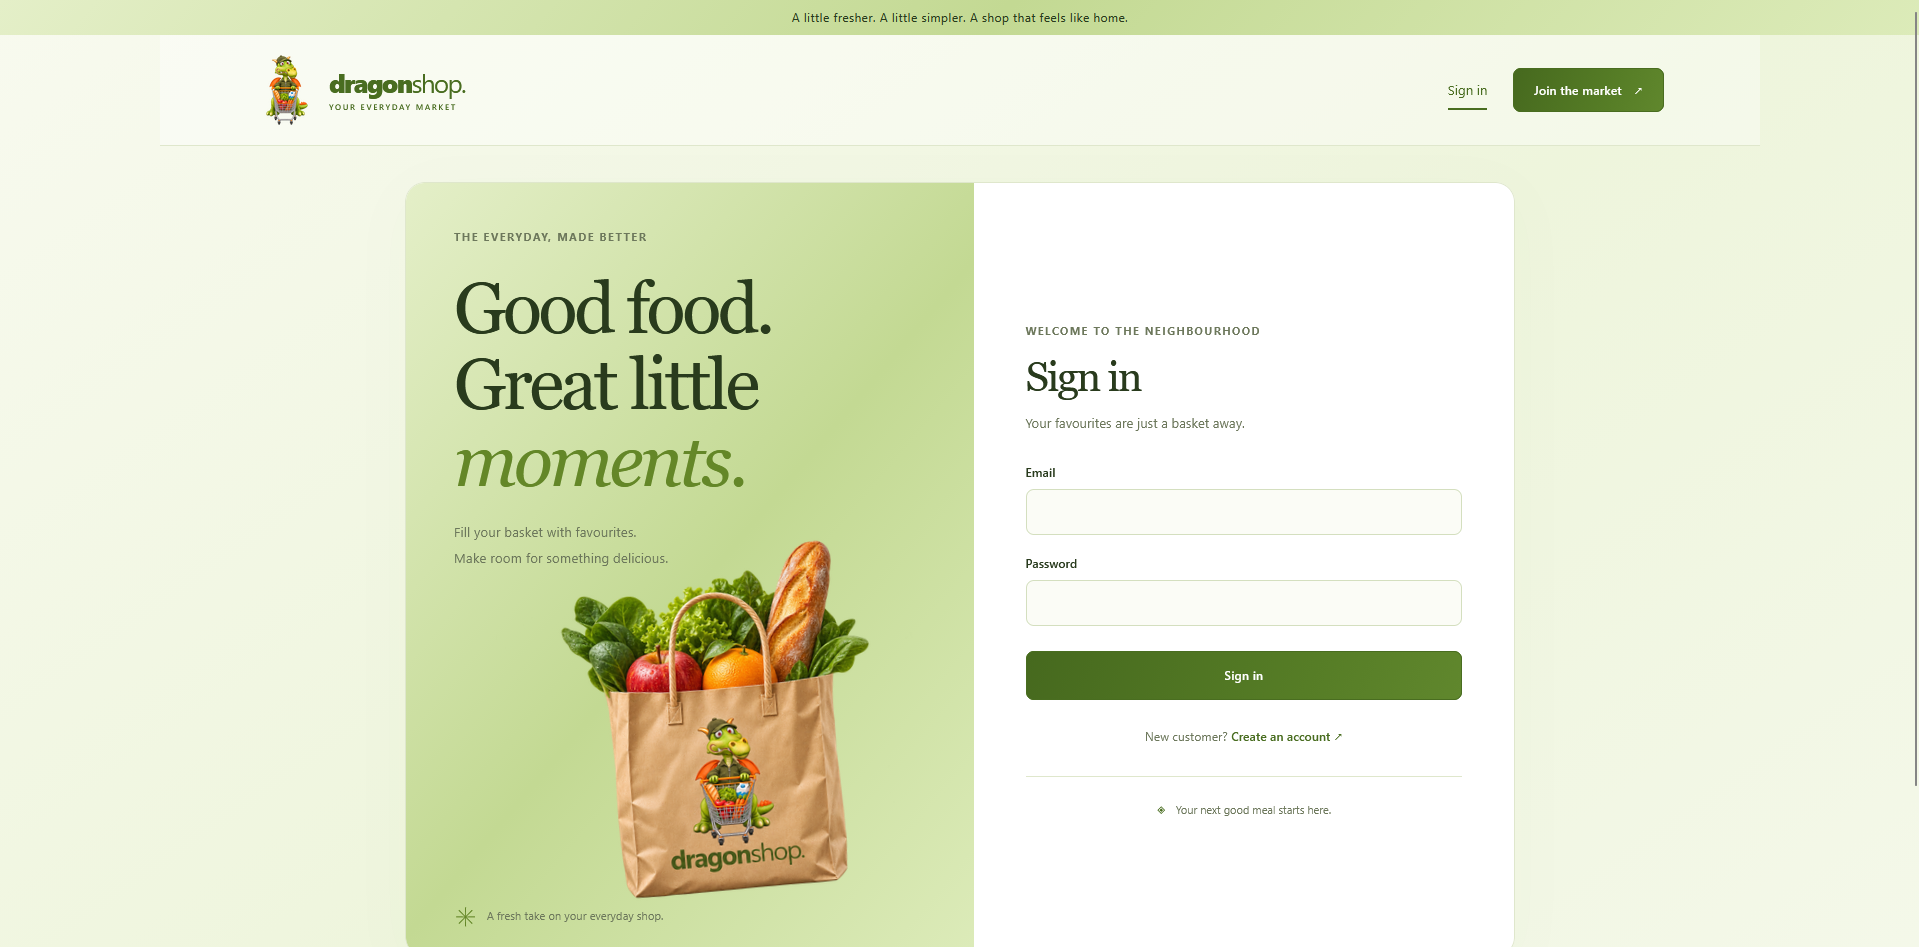 A little fresher. A little simpler. A shop that feels like home.
dragonshop.
YOUR EVERYDAY MARKET
Sign in
Join the market ↗
THE EVERYDAY, MADE BETTER
Good food.
Great little
moments.
Fill your basket with favourites.
Make room for something delicious.
dragonshop.
A fresh take on your everyday shop.
WELCOME TO THE NEIGHBOURHOOD
Sign in
Your favourites are just a basket away.
Email
Password
Sign in
New customer? Create an account ↗
Your next good meal starts here.